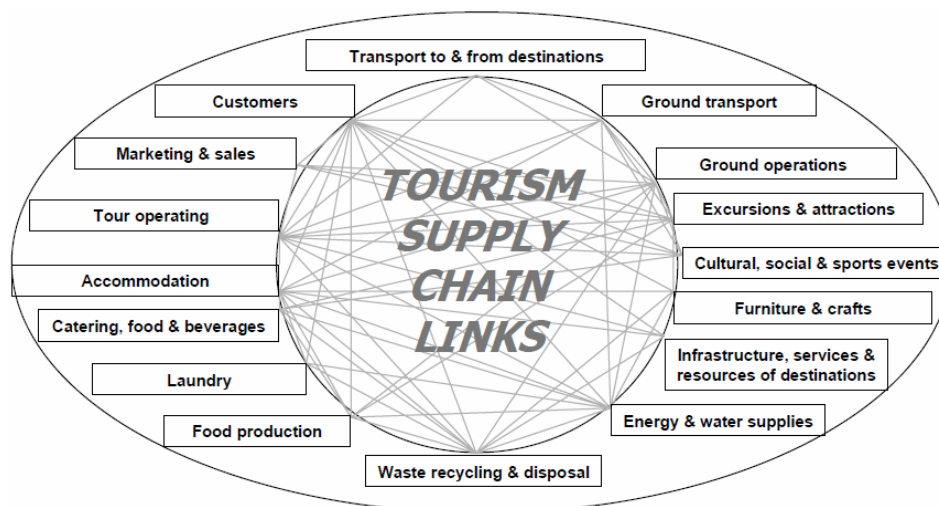 Transport to & from destinations
Customers
Ground transport
Marketing & sales
Ground operations
Tour operating
Excursions & attractions
Accommodation
Cultural, social & sports events
Catering, food & beverages
Furniture & crafts
Laundry
Infrastructure, services &
resources of destinations
Food production
Energy & water supplies
Waste recycling & disposal
TOURISM
SUPPLY
CHAIN
LINKS